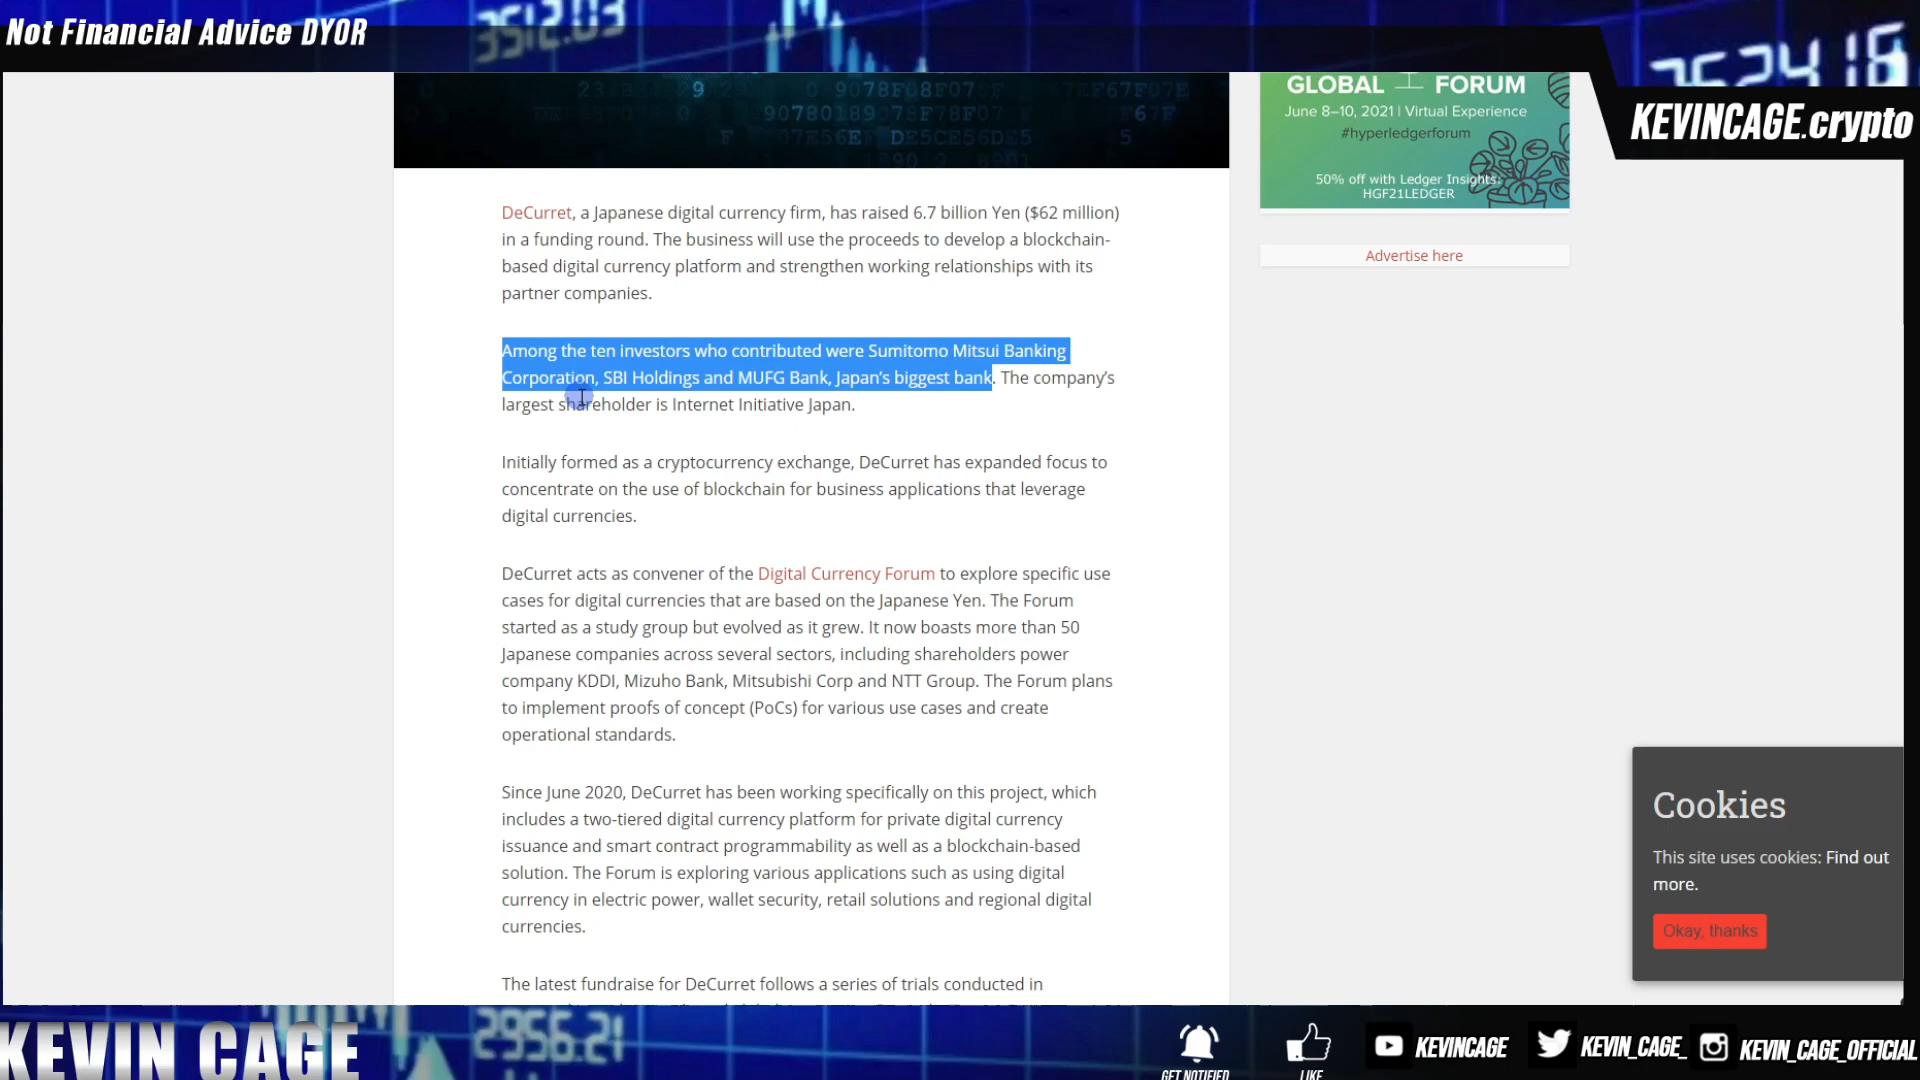 Not Financial Advice DYOR
3512.03
KEVINCAGE.crypto
GLOBAL FORUM
June 8–10, 2021 | Virtual Experience
#hyperledgerforum
50% off with Ledger Insights:
HGF21LEDGER
Advertise here
DeCurret, a Japanese digital currency firm, has raised 6.7 billion Yen ($62 million)
in a funding round. The business will use the proceeds to develop a blockchain-
based digital currency platform and strengthen working relationships with its
partner companies.
Among the ten investors who contributed were Sumitomo Mitsui Banking
Corporation, SBI Holdings and MUFG Bank, Japan's biggest bank. The company's
largest shareholder is Internet Initiative Japan.
Initially formed as a cryptocurrency exchange, DeCurret has expanded focus to
concentrate on the use of blockchain for business applications that leverage
digital currencies.
DeCurret acts as convener of the Digital Currency Forum to explore specific use
cases for digital currencies that are based on the Japanese Yen. The Forum
started as a study group but evolved as it grew. It now boasts more than 50
Japanese companies across several sectors, including shareholders power
company KDDI, Mizuho Bank, Mitsubishi Corp and NTT Group. The Forum plans
to implement proofs of concept (PoCs) for various use cases and create
operational standards.
Since June 2020, DeCurret has been working specifically on this project, which
includes a two-tiered digital currency platform for private digital currency
issuance and smart contract programmability as well as a blockchain-based
solution. The Forum is exploring various applications such as using digital
currency in electric power, wallet security, retail solutions and regional digital
currencies.
The latest fundraise for DeCurret follows a series of trials conducted in
Cookies
This site uses cookies: Find out
more.
Okay, thanks
KEVIN CAGE
2956.21
GET NOTIFIED
LIKE
KEVINCAGE
KEVIN_CAGE_
KEVIN_CAGE_OFFICIAL